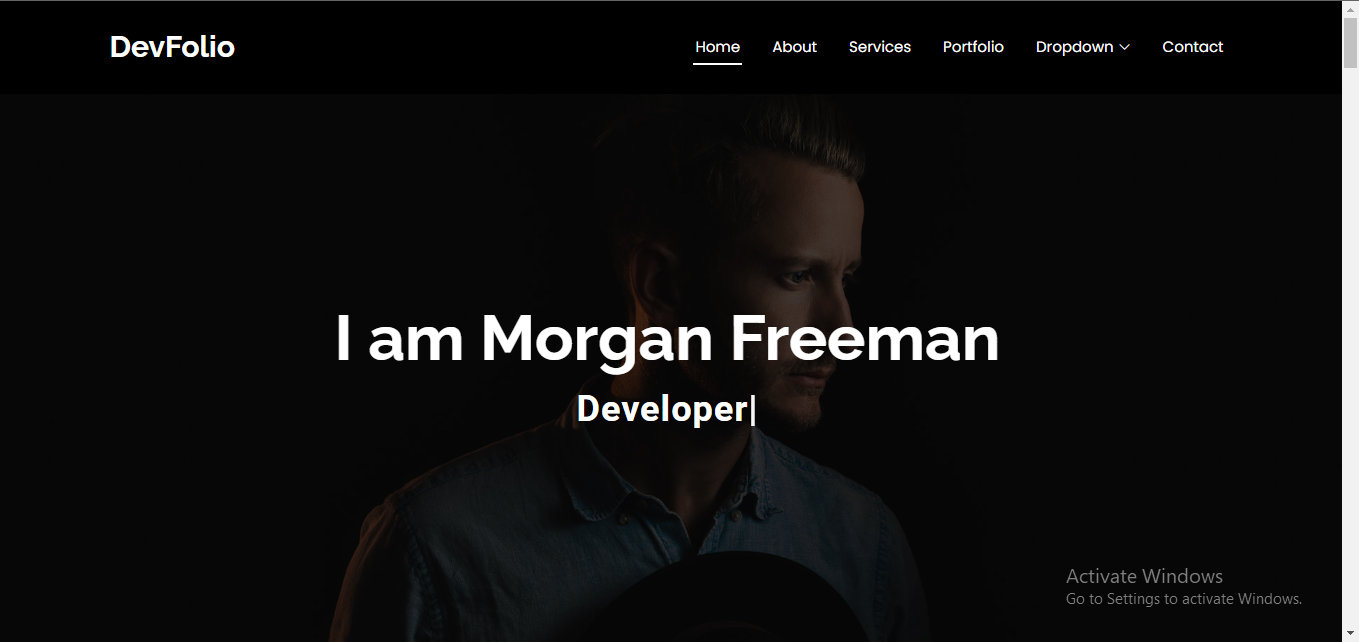 DevFolio
Home About Services Portfolio Dropdown Contact
I am Morgan Freeman
Developer|
Activate Windows
Go to Settings to activate Windows.